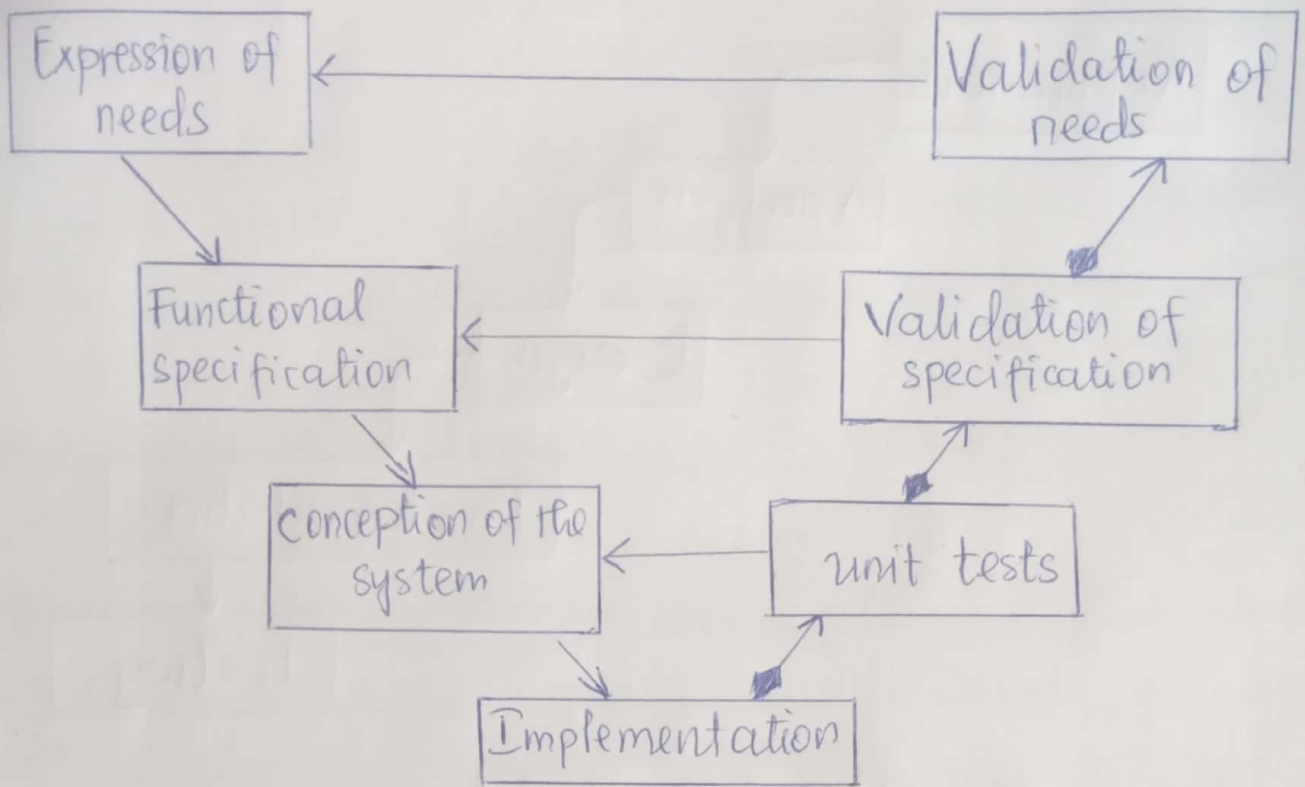 Expression of
needs
Validation of
needs
Functional
specification
Validation of
specification
conception of the
system
unit tests
Implementation